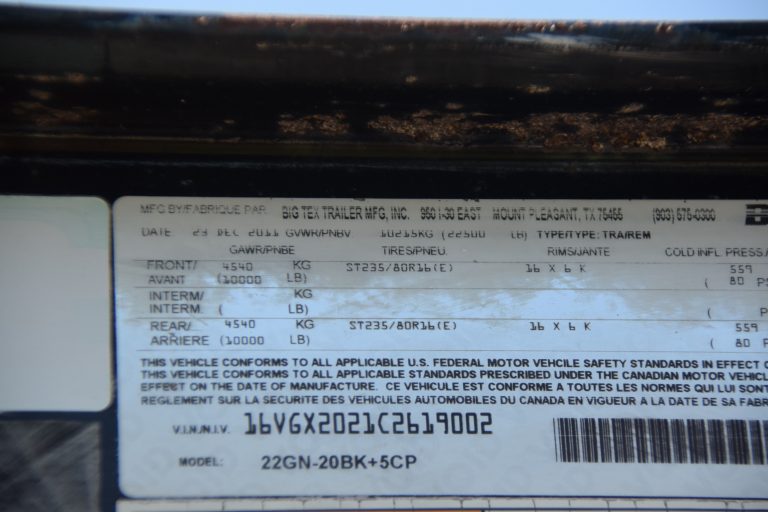 MFG BY/FABRIQUE PAR BIG TEX TRAILER MFG, INC. 950 I-30 EAST MOUNT PLEASANT, TX 75455 (903) 575-0300
DATE 23 DEC 2011 GVWR/PNBV 10215KG (22500 LB) TYPE/TYPE: TRA/REM
GAWR/PNBE TIRES/PNEU. RIMS/JANTE COLD INFL. PRESS/
FRONT/ 4540 KG ST235/80R16(E) 16 X 6 K 559
AVANT (10000 LB) ( 80 PS
INTERM/ KG
INTERM. ( LB) ( P
REAR/ 4540 KG ST235/80R16(E) 16 X 6 K 559
ARRIERE (10000 LB) ( 80 P
THIS VEHICLE CONFORMS TO ALL APPLICABLE U.S. FEDERAL MOTOR VEHCILE SAFETY STANDARDS IN EFFECT O
THIS VEHICLE CONFORMS TO ALL APPLICABLE STANDARDS PRESCRIBED UNDER THE CANADIAN MOTOR VEHICL
EFFECT ON THE DATE OF MANUFACTURE. CE VEHICULE EST CONFORME A TOUTES LES NORMES QUI LUI SONT
REGLEMENT SUR LA SECURITE DES VEHICULES AUTOMOBILES DU CANADA EN VIGUEUR A LA DATE DE SA FABR
V.I.N./N.I.V. 16VGX2021C2619002
MODEL: 22GN-20BK+5CP